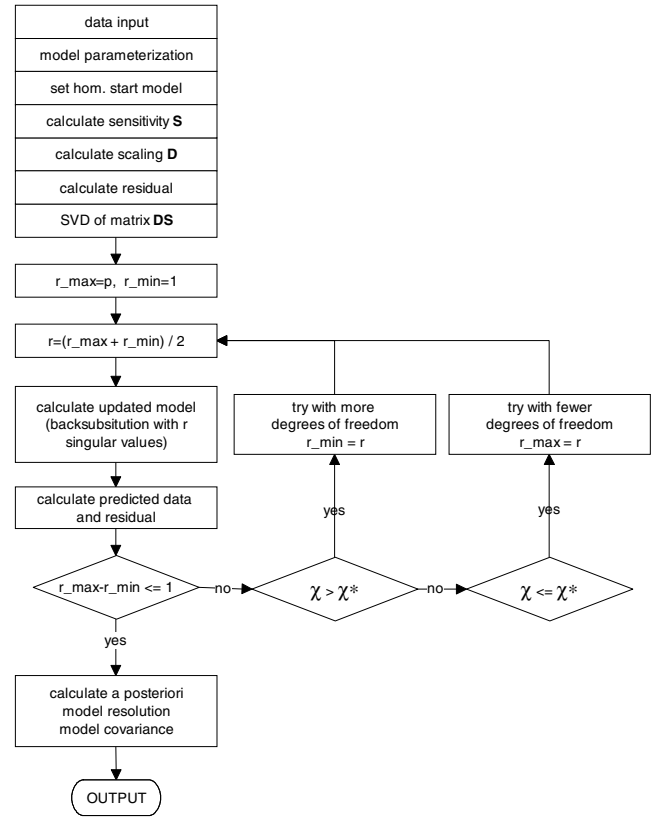 data input
model parameterization
set hom. start model
calculate sensitivity S
calculate scaling D
calculate residual
SVD of matrix DS
r_max=p, r_min=1
r=(r_max + r_min) / 2
calculate updated model
(backsubsitution with r
singular values)
try with more
degrees of freedom
r_min = r
try with fewer
degrees of freedom
r_max = r
calculate predicted data
and residual
yes
yes
r_max-r_min <= 1
no
χ > χ*
no
χ <= χ*
yes
calculate a posteriori
model resolution
model covariance
OUTPUT